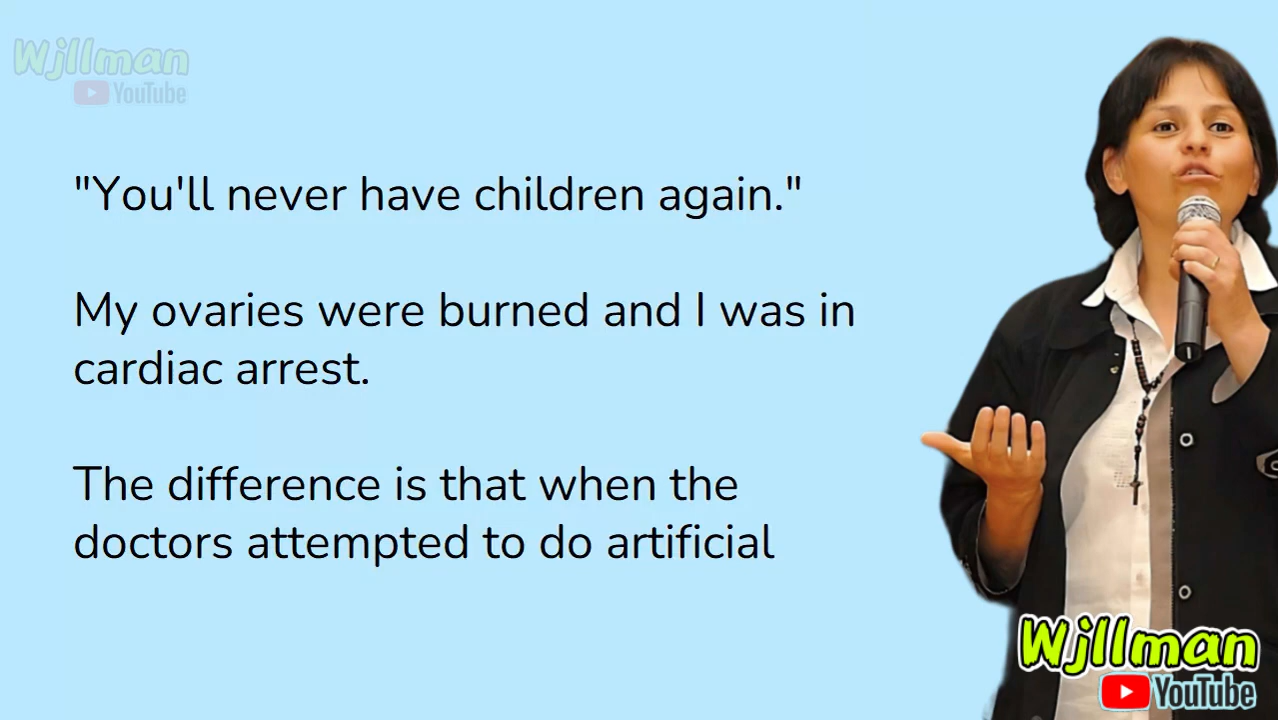 Wjllman
YouTube
"You'll never have children again."
My ovaries were burned and I was in
cardiac arrest.
The difference is that when the
doctors attempted to do artificial
Wjllman
YouTube